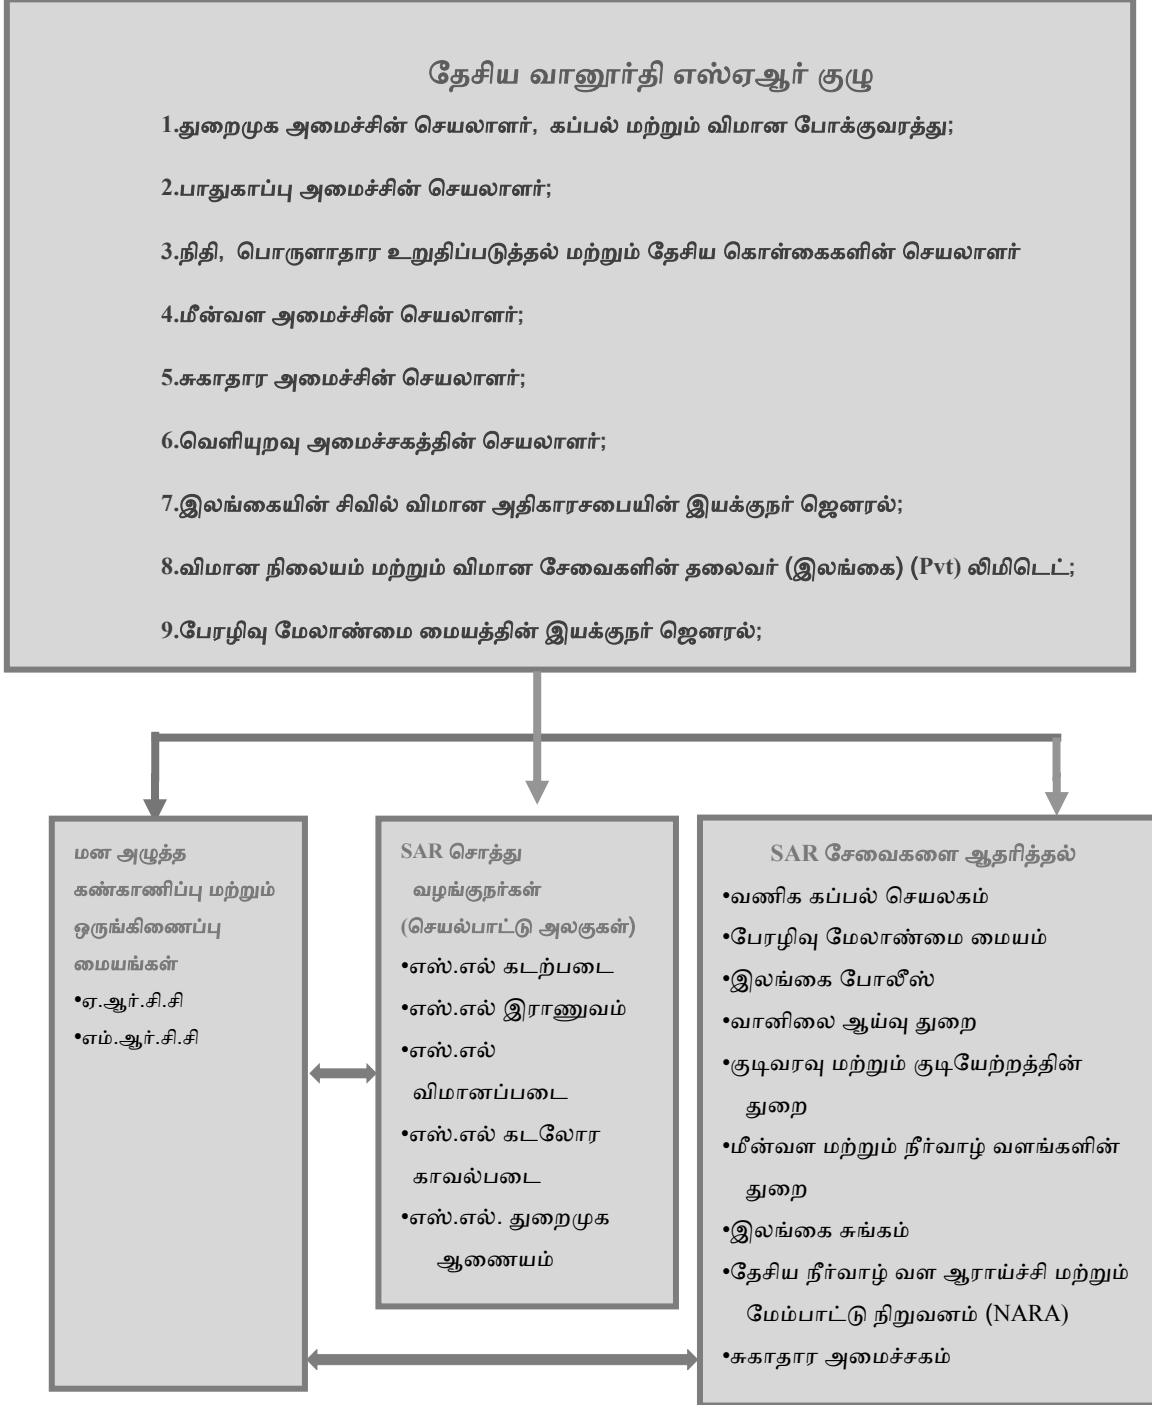 தேசிய வானூர்தி எஸ்ஏஆர் குழு
1.துறைமுக அமைச்சின் செயலாளர், கப்பல் மற்றும் விமான போக்குவரத்து;
2.பாதுகாப்பு அமைச்சின் செயலாளர்;
3.நிதி, பொருளாதார உறுதிப்படுத்தல் மற்றும் தேசிய கொள்கைகளின் செயலாளர்
4.மீன்வள அமைச்சின் செயலாளர்;
5.சுகாதார அமைச்சின் செயலாளர்;
6.வெளியுறவு அமைச்சகத்தின் செயலாளர்;
7.இலங்கையின் சிவில் விமான அதிகாரசபையின் இயக்குநர் ஜெனரல்;
8.விமான நிலையம் மற்றும் விமான சேவைகளின் தலைவர் (இலங்கை) (Pvt) லிமிடெட்;
9.பேரழிவு மேலாண்மை மையத்தின் இயக்குநர் ஜெனரல்;
மன அழுத்த
கண்காணிப்பு மற்றும்
ஒருங்கிணைப்பு
மையங்கள்
•ஏ.ஆர்.சி.சி
•எம்.ஆர்.சி.சி
SAR சொத்து
வழங்குநர்கள்
(செயல்பாட்டு அலகுகள்)
•எஸ்.எல் கடற்படை
•எஸ்.எல் இராணுவம்
•எஸ்.எல்
விமானப்படை
•எஸ்.எல் கடலோர
காவல்படை
•எஸ்.எல். துறைமுக
ஆணையம்
SAR சேவைகளை ஆதரித்தல்
•வணிக கப்பல் செயலகம்
•பேரழிவு மேலாண்மை மையம்
•இலங்கை போலீஸ்
•வானிலை ஆய்வு துறை
•குடிவரவு மற்றும் குடியேற்றத்தின்
துறை
•மீன்வள மற்றும் நீர்வாழ் வளங்களின்
துறை
•இலங்கை சுங்கம்
•தேசிய நீர்வாழ் வள ஆராய்ச்சி மற்றும்
மேம்பாட்டு நிறுவனம் (NARA)
•சுகாதார அமைச்சகம்